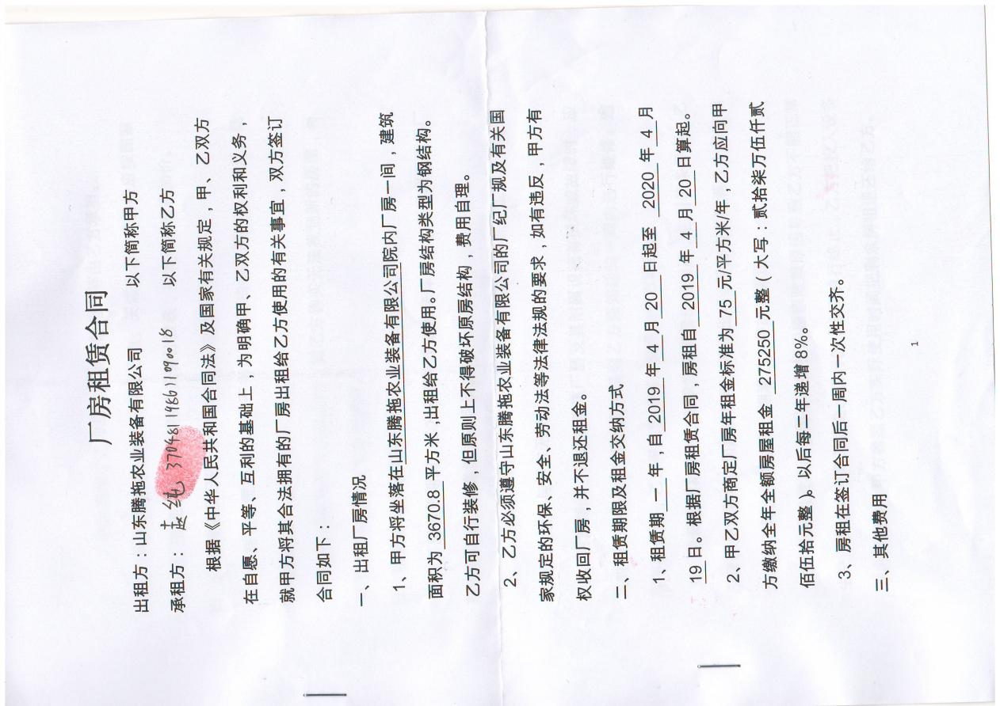 厂房租赁合同
出租方：山东腾拖农业装备有限公司 以下简称甲方
承租方：孟纯 370481196311090018 以下简称乙方
根据《中华人民共和国合同法》及国家有关规定，甲、乙双方
在自愿、平等、互利的基础上，为明确甲、乙双方的权利和义务，
就甲方将其合法拥有的厂房出租给乙方使用的有关事宜，双方签订
合同如下：
一、出租厂房情况
1、甲方将坐落在山东腾拖农业装备有限公司院内厂房一间，建筑
面积为 3670.8 平方米，出租给乙方使用。厂房结构类型为钢结构。
乙方可自行装修，但原则上不得破坏原房结构，费用自理。
2、乙方必须遵守山东腾拖农业装备有限公司的厂纪厂规及有关国
家规定的环保、安全、劳动法等法律法规的要求，如有违反，甲方有
权收回厂房，并不退还租金。
二、租赁期限及租金交纳方式
1、租赁期 一 年，自 2019 年 4 月 20 日起至 2020 年 4 月
19 日。根据厂房租赁合同，房租自 2019 年 4 月 20 日算起。
2、甲乙双方商定厂房年租金标准为 75 元/平方米/年，乙方应向甲
方缴纳全年全额房屋租金 275250 元整（大写：贰拾柒万伍仟贰
佰伍拾元整）。以后每二年递增8%。
3、房租在签订合同后一周内一次性交齐。
三、其他费用
1